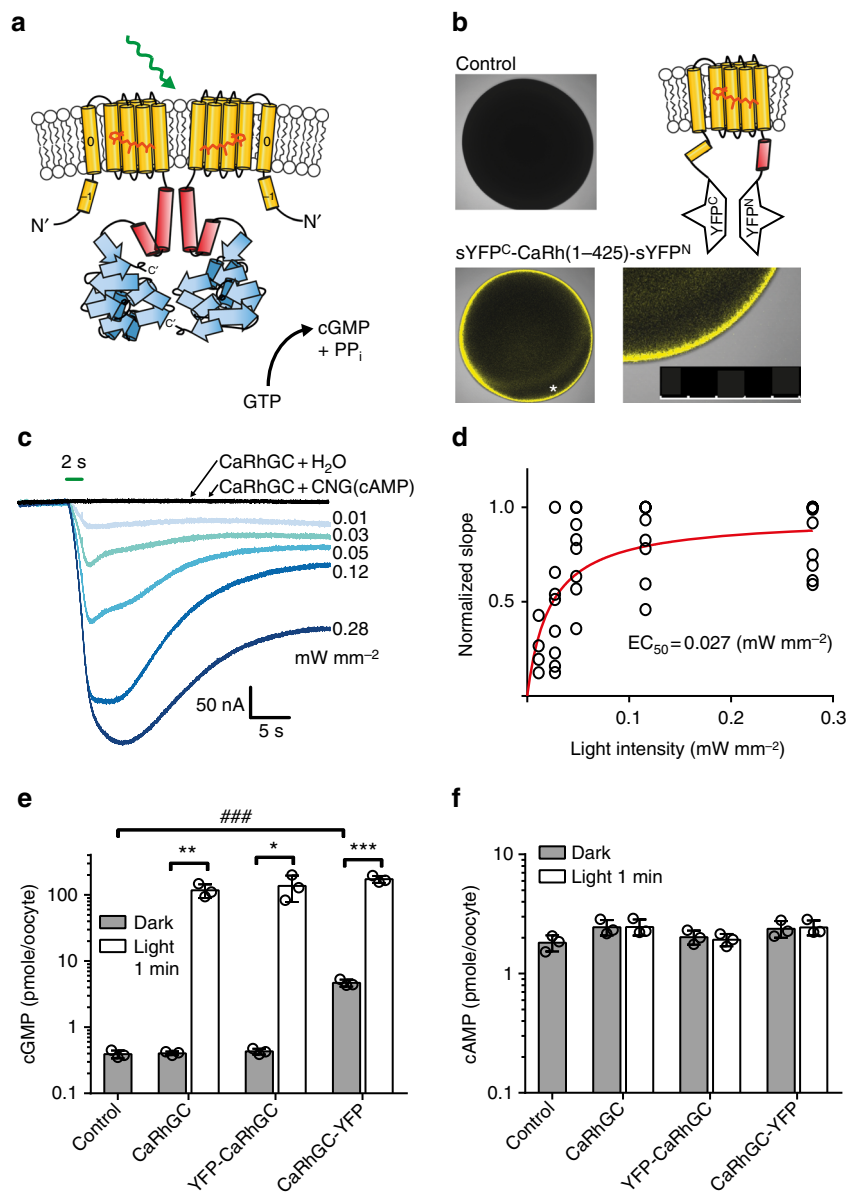 a
0
0
–1
–1
N′
N′
C′
C′
cGMP
+ PPi
GTP
b
Control
YFPC
YFPN
sYFPC-CaRh(1–425)-sYFPN
*
c
2 s
CaRhGC + H2O
CaRhGC + CNG(cAMP)
0.01
0.03
0.05
0.12
0.28
mW mm–2
50 nA
5 s
d
Normalized slope
1.0
0.5
EC50 = 0.027 (mW mm–2)
0.1
0.2
0.3
Light intensity (mW mm–2)
e
###
**
*
***
cGMP (pmole/oocyte)
100
10
1
0.1
Dark
Light
1 min
Control
CaRhGC
YFP-CaRhGC
CaRhGC-YFP
f
cAMP (pmole/oocyte)
10
1
0.1
Dark
Light 1 min
Control
CaRhGC
YFP-CaRhGC
CaRhGC-YFP